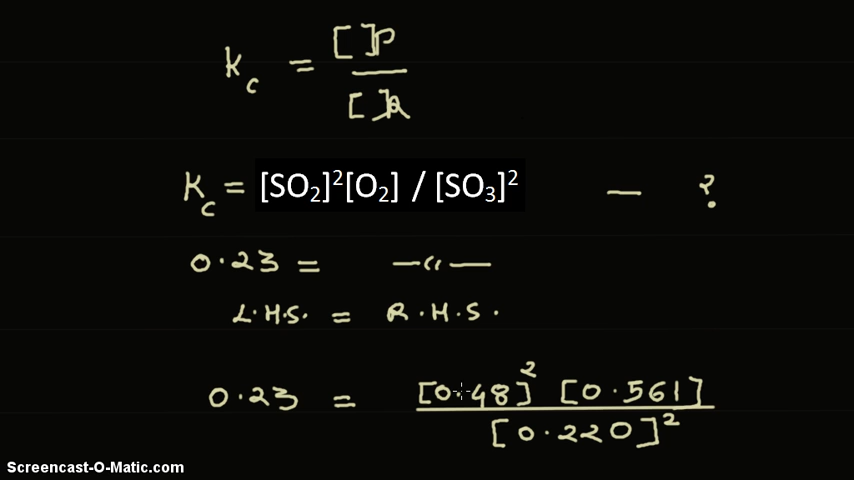 Kc = [ ]P
[ ]R
Kc = [SO₂]²[O₂] / [SO₃]² — ?
0.23 = —"—
L.H.S. = R.H.S.
0.23 = [0.48]² [0.561]
[0.220]²
Screencast-O-Matic.com